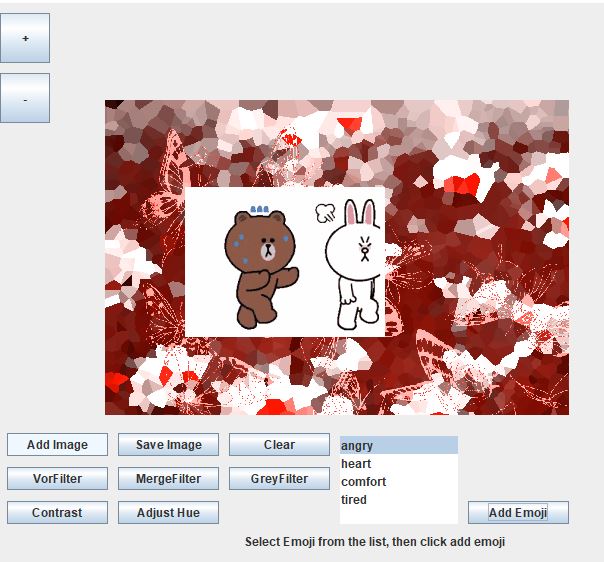 +
-
Add Image
Save Image
Clear
angry
heart
comfort
tired
VorFilter
MergeFilter
GreyFilter
Contrast
Adjust Hue
Add Emoji
Select Emoji from the list, then click add emoji